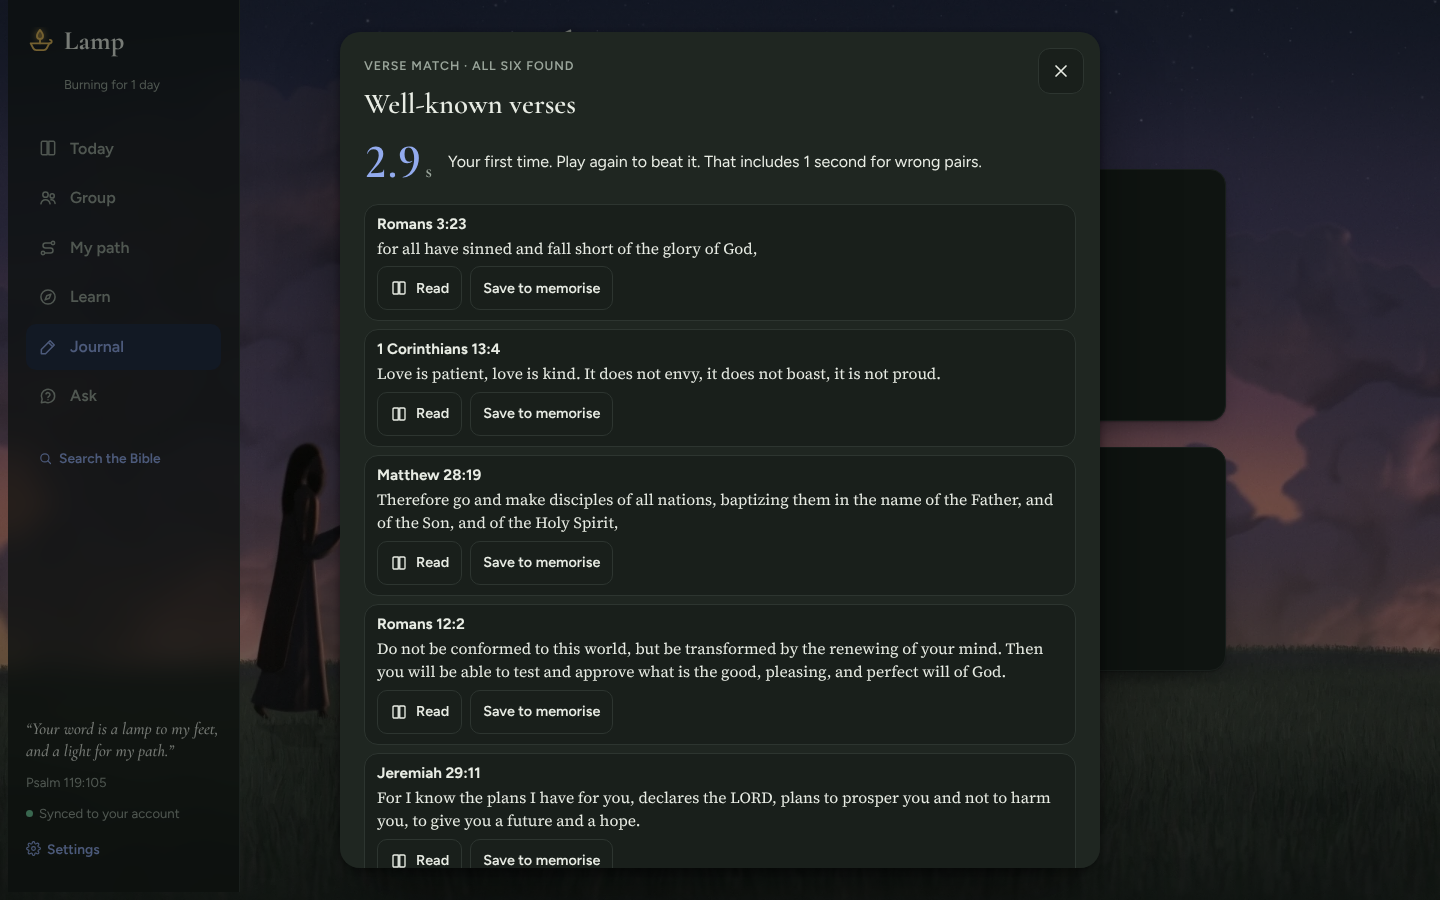 Lamp
Burning for 1 day
Today
Group
My path
Learn
Journal
Ask
Search the Bible
“Your word is a lamp to my feet,
and a light for my path.”
Psalm 119:105
Synced to your account
Settings
VERSE MATCH · ALL SIX FOUND
Well-known verses
2.9 s
Your first time. Play again to beat it. That includes 1 second for wrong pairs.
Romans 3:23
for all have sinned and fall short of the glory of God,
Read Save to memorise
1 Corinthians 13:4
Love is patient, love is kind. It does not envy, it does not boast, it is not proud.
Read Save to memorise
Matthew 28:19
Therefore go and make disciples of all nations, baptizing them in the name of the Father, and
of the Son, and of the Holy Spirit,
Read Save to memorise
Romans 12:2
Do not be conformed to this world, but be transformed by the renewing of your mind. Then
you will be able to test and approve what is the good, pleasing, and perfect will of God.
Read Save to memorise
Jeremiah 29:11
For I know the plans I have for you, declares the LORD, plans to prosper you and not to harm
you, to give you a future and a hope.
Read Save to memorise